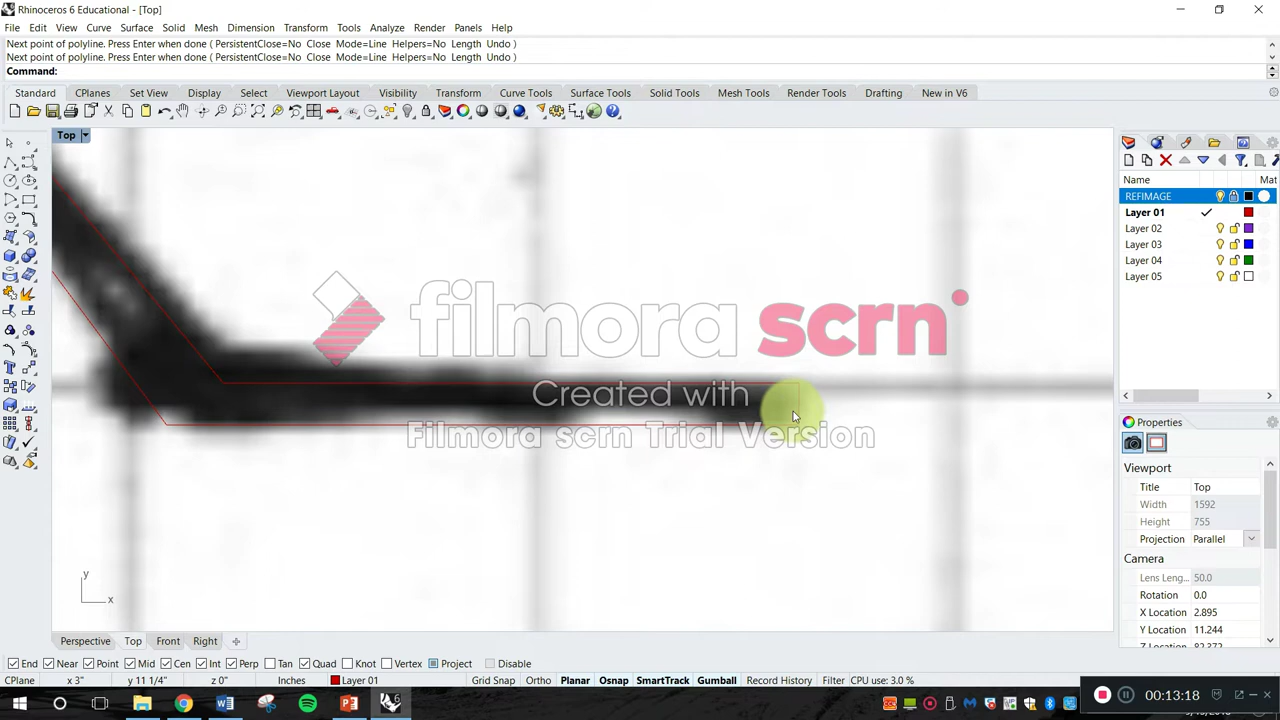 Rhinoceros 6 Educational - [Top]
File Edit View Curve Surface Solid Mesh Dimension Transform Tools Analyze Render Panels Help
Next point of polyline. Press Enter when done ( PersistentClose=No Close Mode=Line Helpers=No Length Undo )
Next point of polyline. Press Enter when done ( PersistentClose=No Close Mode=Line Helpers=No Length Undo )
Command:
Standard CPlanes Set View Display Select Viewport Layout Visibility Transform Curve Tools Surface Tools Solid Tools Mesh Tools Render Tools Drafting New in V6
Top
Name Mat
REFIMAGE
Layer 01
Layer 02
Layer 03
Layer 04
Layer 05
filmora scrn
Created with
Filmora scrn Trial Version
Properties
Viewport
Title Top
Width 1592
Height 755
Projection Parallel
Camera
Lens Leng... 50.0
Rotation 0.0
X Location 2.895
Y Location 11.244
y
x
Perspective Top Front Right
End Near Point Mid Cen Int Perp Tan Quad Knot Vertex Project Disable
CPlane x 3" y 11 1/4" z 0" Inches Layer 01 Grid Snap Ortho Planar Osnap SmartTrack Gumball Record History Filter CPU use: 3.0 %
00:13:18